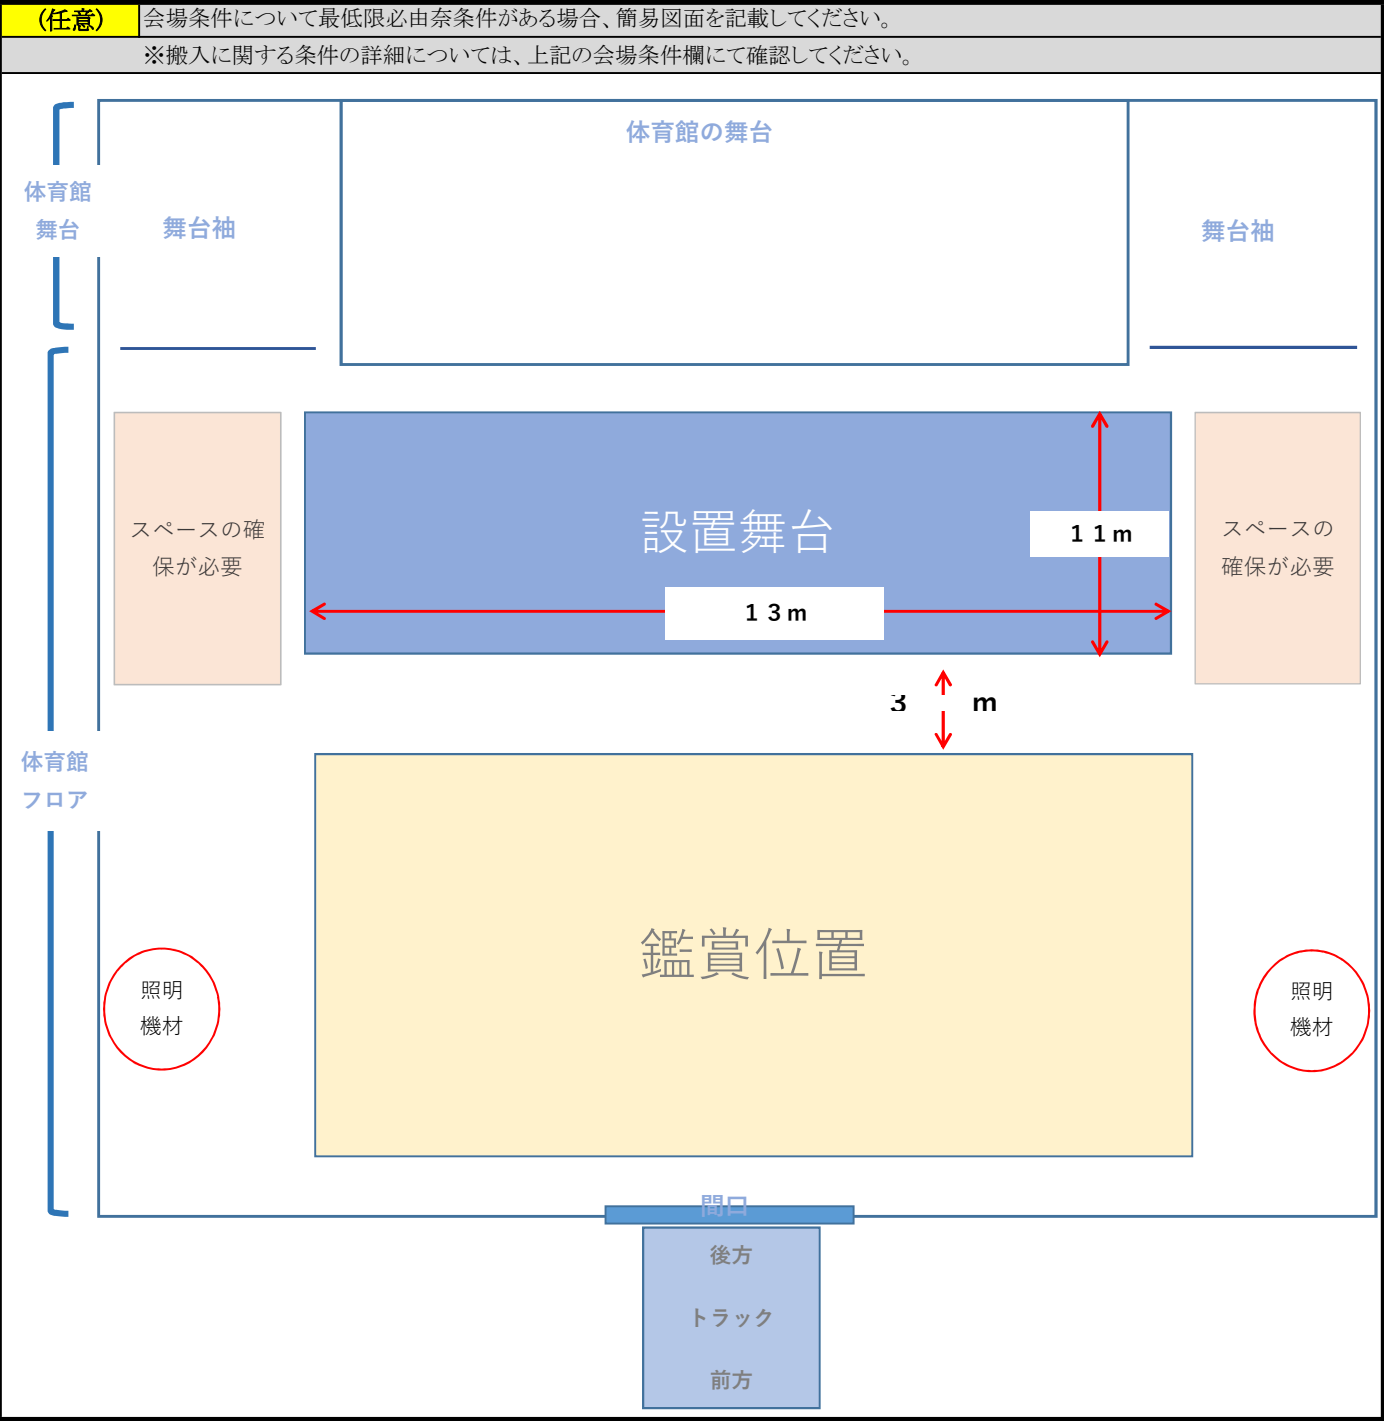 (任意)
会場条件について最低限必由奈条件がある場合、簡易図面を記載してください。
※搬入に関する条件の詳細については、上記の会場条件欄にて確認してください。
体育館の舞台
体育館
舞台
舞台袖
舞台袖
スペースの確
保が必要
設置舞台
１１m
１３m
スペースの
確保が必要
３ m
体育館
フロア
鑑賞位置
照明
機材
照明
機材
間口
後方
トラック
前方